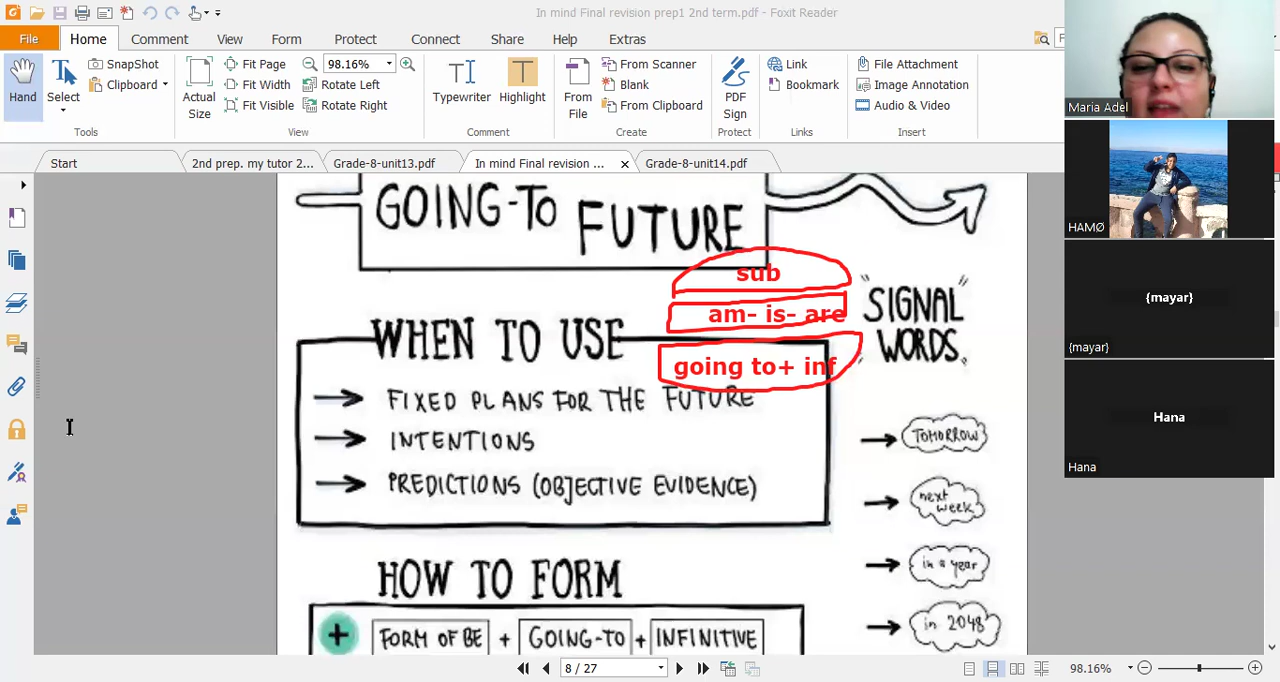 In mind Final revision prep1 2nd term.pdf - Foxit Reader
File Home Comment View Form Protect Connect Share Help Extras
Hand
Select
SnapShot
Clipboard
Actual Size
Fit Page
Fit Width
Fit Visible
98.16%
Rotate Left
Rotate Right
Typewriter
Highlight
From File
From Scanner
Blank
From Clipboard
PDF Sign
Link
Bookmark
File Attachment
Image Annotation
Audio & Video
Tools View Comment Create Protect Links Insert
Start 2nd prep. my tutor 2... Grade-8-unit13.pdf In mind Final revision ... Grade-8-unit14.pdf
GOING-TO FUTURE
sub
am- is- are
going to+ inf
WHEN TO USE
FIXED PLANS FOR THE FUTURE
INTENTIONS
PREDICTIONS (OBJECTIVE EVIDENCE)
"SIGNAL"
WORDS
TOMORROW
next week
in a year
in 2048
HOW TO FORM
+ FORM OF BE + GOING-TO + INFINITIVE
8 / 27
98.16%
Maria Adel
HAMØ
{mayar}
{mayar}
Hana
Hana